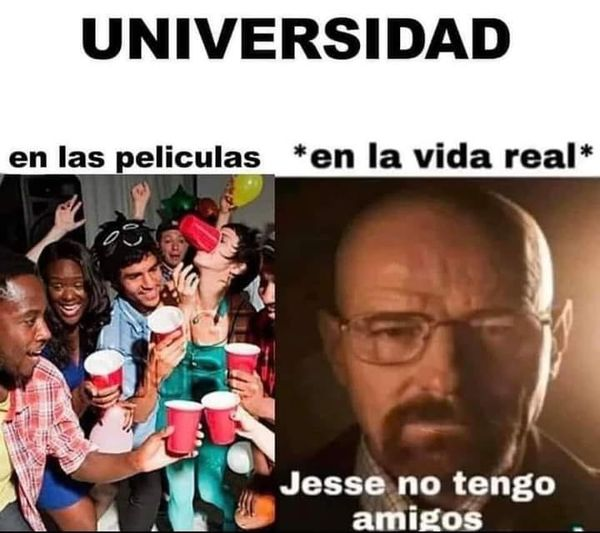 UNIVERSIDAD
en las peliculas
*en la vida real*
Jesse no tengo
amigos